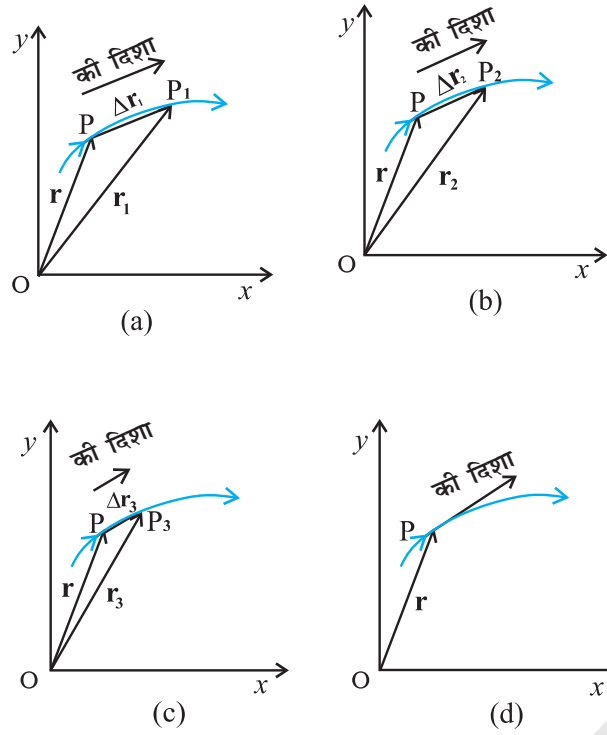 y
की दिशा
Δr₁
P
P₁
r
r₁
O
x
(a)
y
की दिशा
Δr₂
P
P₂
r
r₂
O
x
(b)
y
की दिशा
Δr₃
P
P₃
r
r₃
O
x
(c)
y
की दिशा
P
r
O
x
(d)